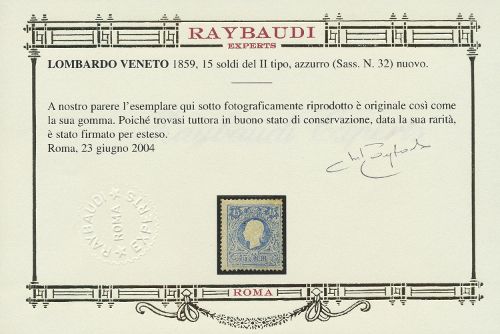 RAYBAUDI
EXPERTS
LOMBARDO VENETO 1859, 15 soldi del II tipo, azzurro (Sass. N. 32) nuovo.
A nostro parere l'esemplare qui sotto fotograficamente riprodotto è originale così come
la sua gomma. Poiché trovasi tuttora in buono stato di conservazione, data la sua rarità,
è stato firmato per esteso.
Roma, 23 giugno 2004
RAYBAUDI EXPERTS
ROMA
15 15
ROMA